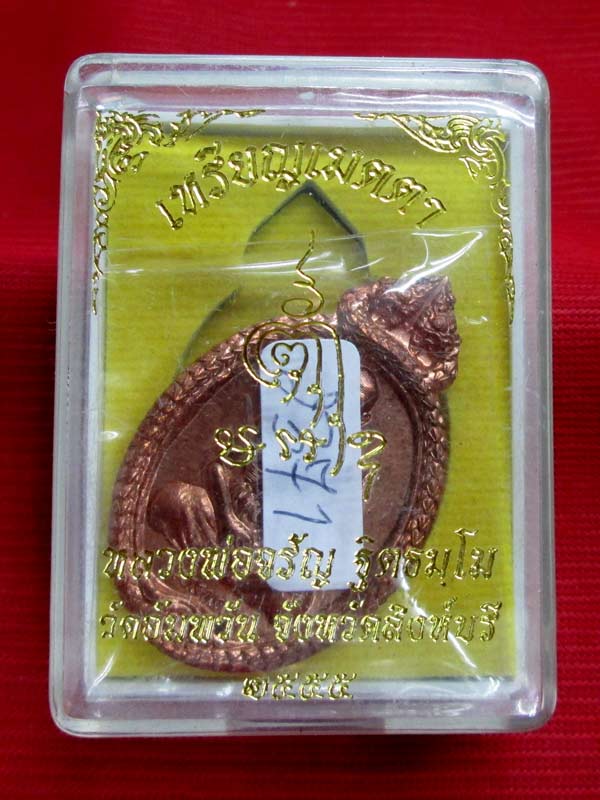 เหรียญเมตตา
หลวงพ่อจรัญ ฐิตธมฺโม
วัดอัมพวัน จังหวัดสิงห์บุรี
๒๕๕๕